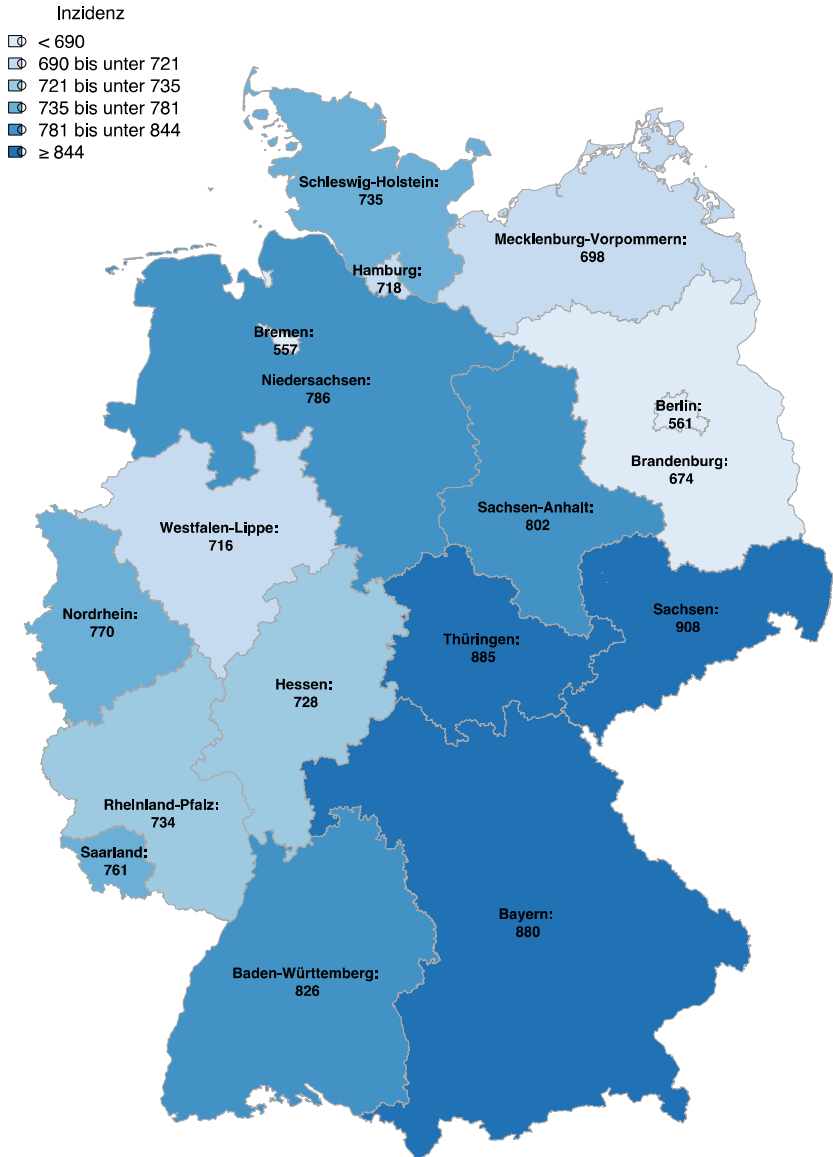 Inzidenz
< 690
690 bis unter 721
721 bis unter 735
735 bis unter 781
781 bis unter 844
≥ 844
Schleswig-Holstein:
735
Mecklenburg-Vorpommern:
698
Hamburg:
718
Bremen:
557
Niedersachsen:
786
Berlin:
561
Brandenburg:
674
Sachsen-Anhalt:
802
Westfalen-Lippe:
716
Nordrhein:
770
Sachsen:
908
Thüringen:
885
Hessen:
728
Rheinland-Pfalz:
734
Saarland:
761
Bayern:
880
Baden-Württemberg:
826